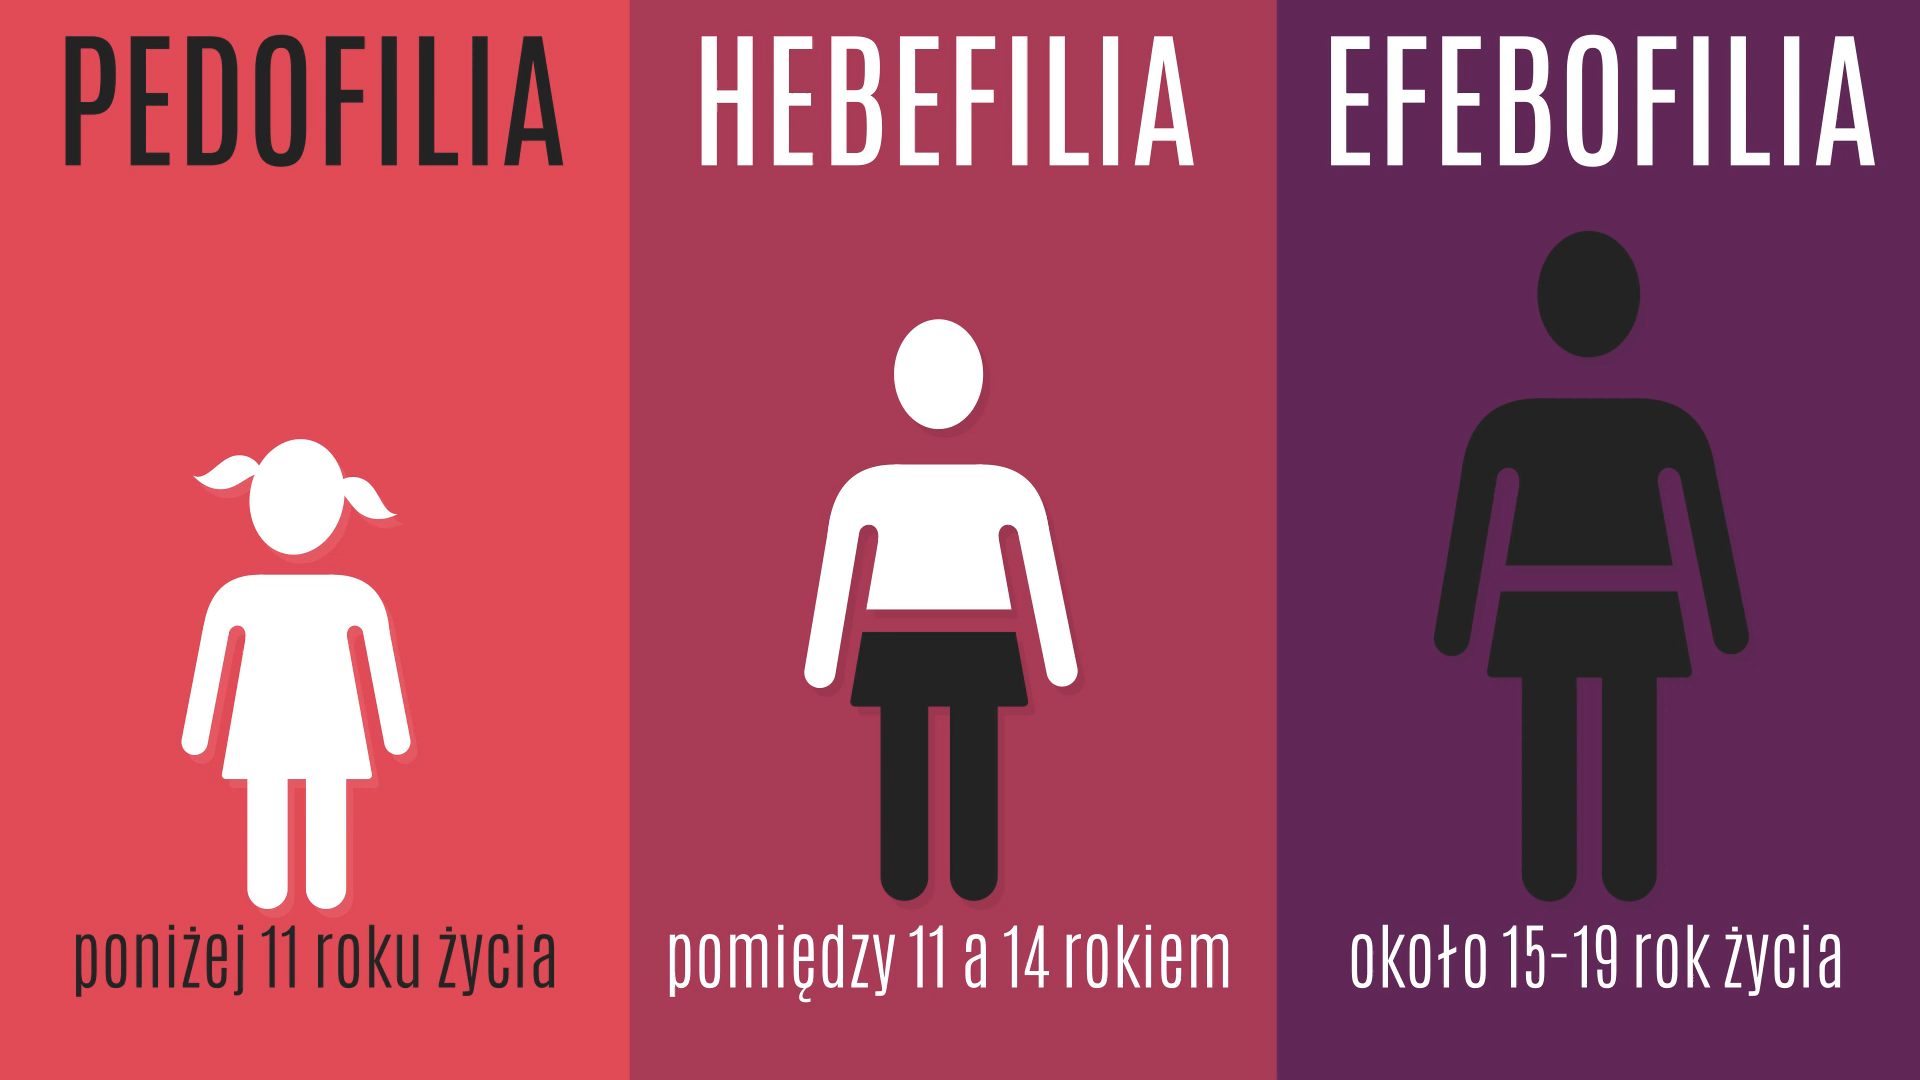 PEDOFILIA
poniżej 11 roku życia
HEBEFILIA
pomiędzy 11 a 14 rokiem
EFEBOFILIA
około 15-19 rok życia